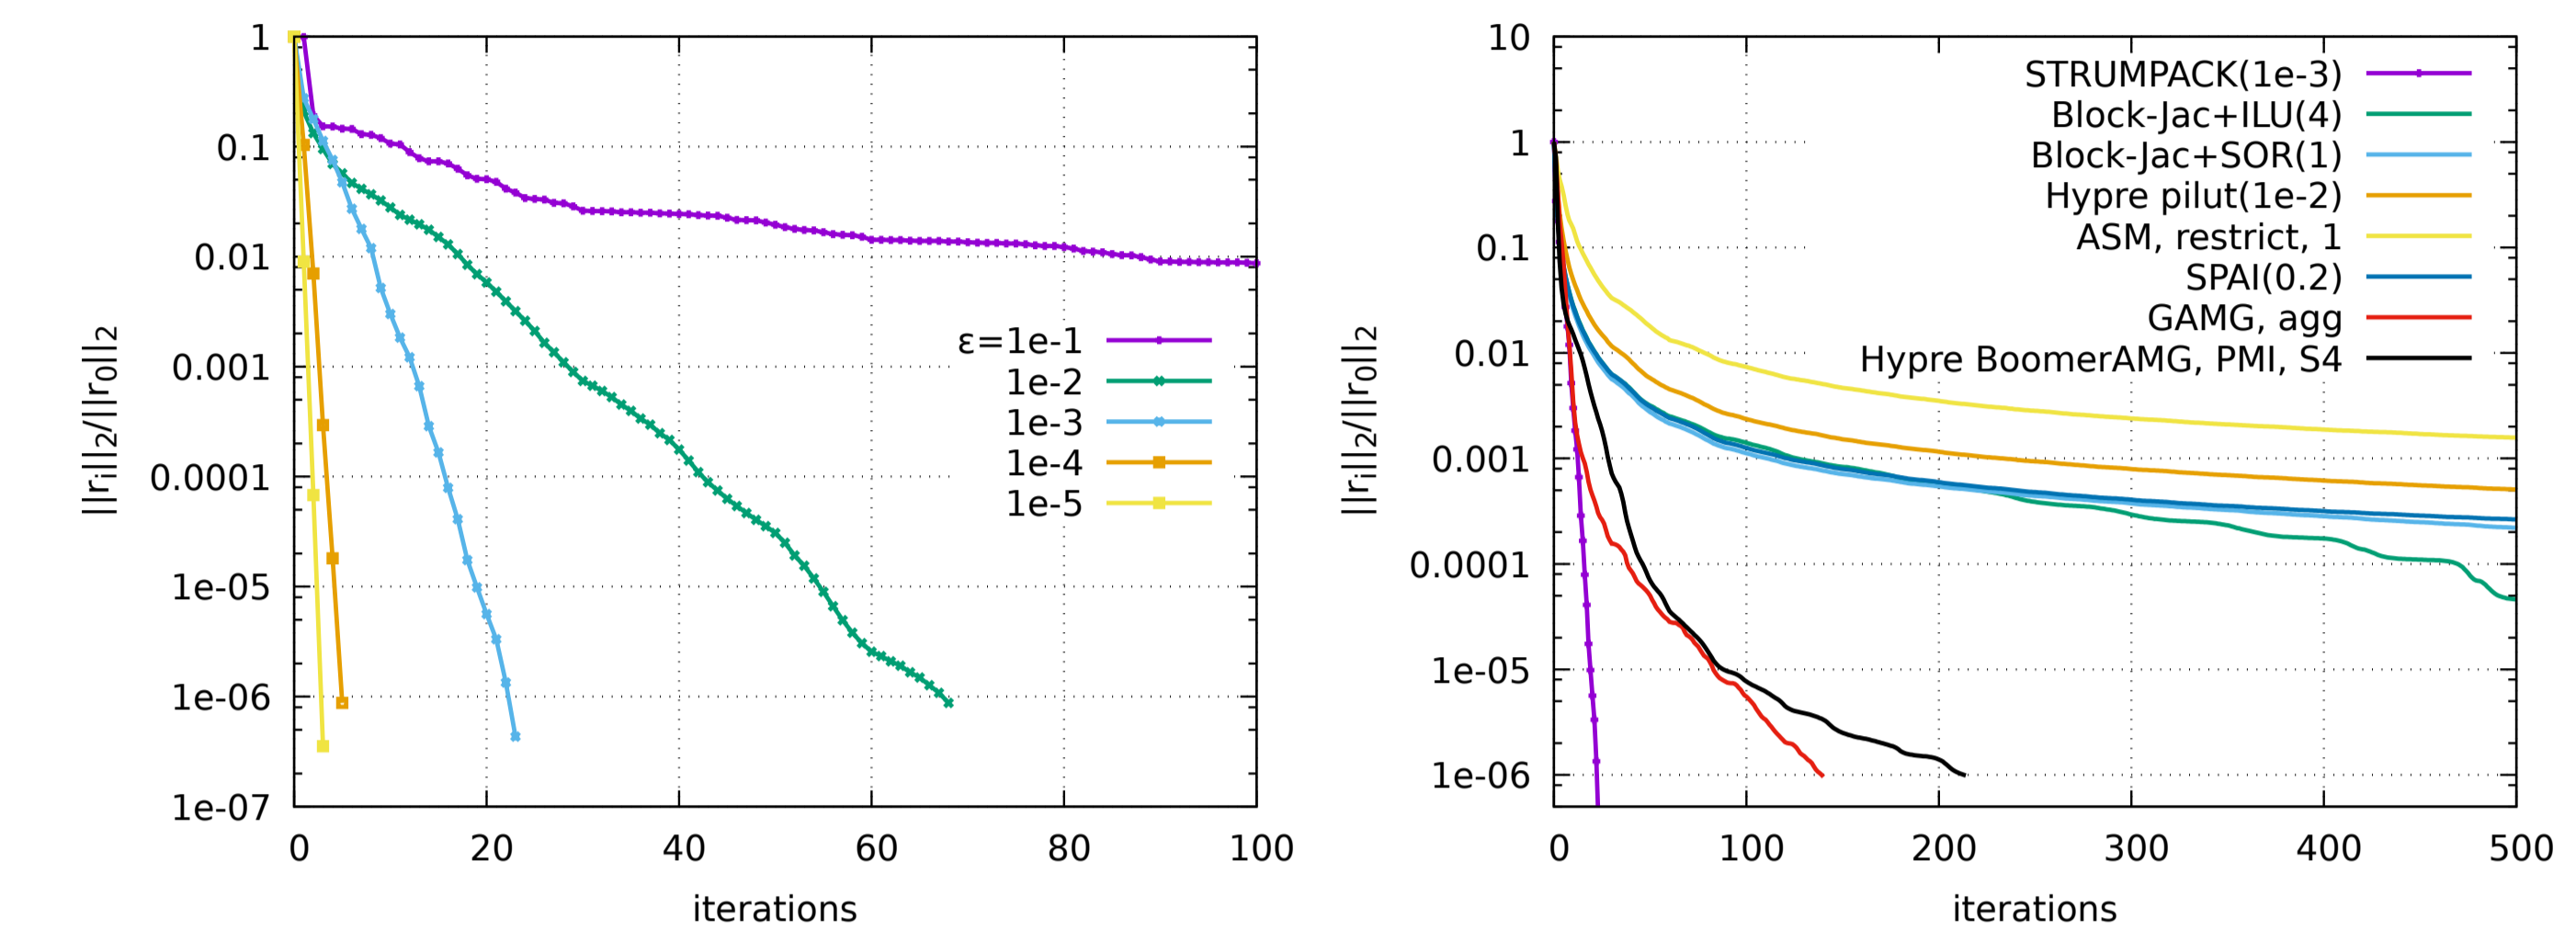 1
0.1
0.01
0.001
0.0001
1e-05
1e-06
1e-07
||ri||2/||r0||2
ε=1e-1
1e-2
1e-3
1e-4
1e-5
0 20 40 60 80 100
iterations
10
1
0.1
0.01
0.001
0.0001
1e-05
1e-06
||ri||2/||r0||2
STRUMPACK(1e-3)
Block-Jac+ILU(4)
Block-Jac+SOR(1)
Hypre pilut(1e-2)
ASM, restrict, 1
SPAI(0.2)
GAMG, agg
Hypre BoomerAMG, PMI, S4
0 100 200 300 400 500
iterations